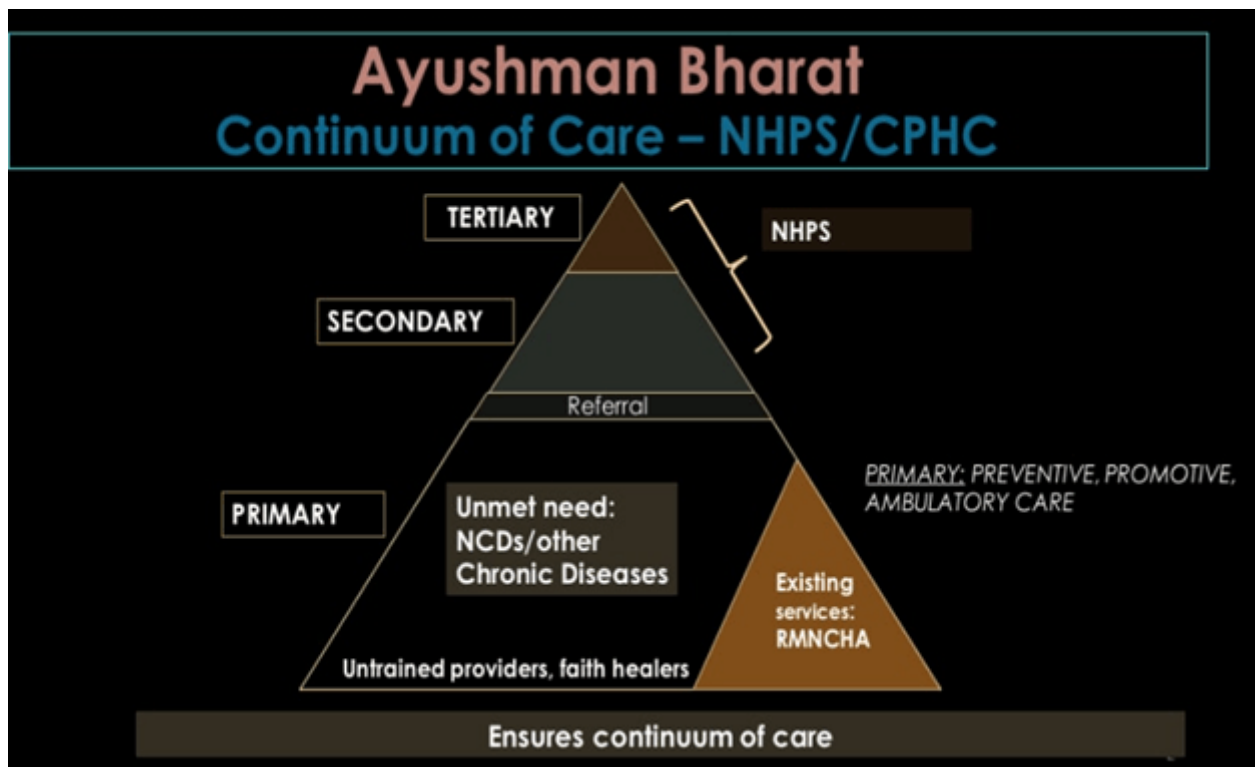 Ayushman Bharat
Continuum of Care – NHPS/CPHC
TERTIARY
NHPS
SECONDARY
Referral
PRIMARY: PREVENTIVE, PROMOTIVE,
AMBULATORY CARE
PRIMARY
Unmet need:
NCDs/other
Chronic Diseases
Existing
services:
RMNCHA
Untrained providers, faith healers
Ensures continuum of care